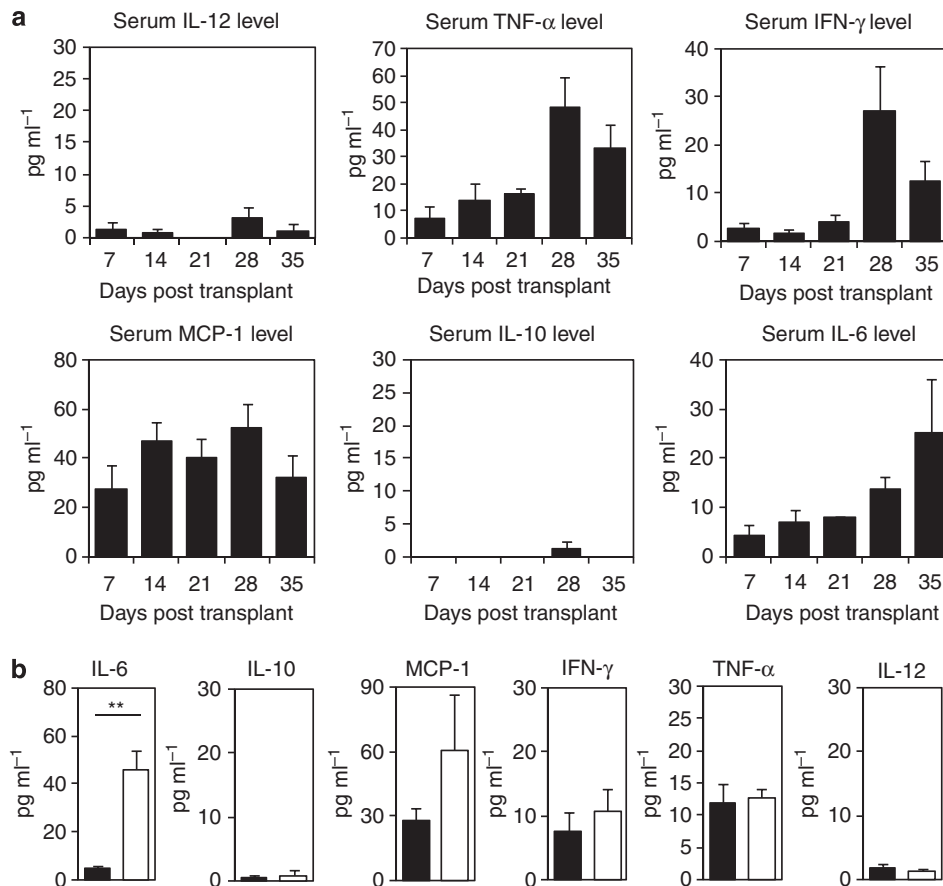 a
Serum IL-12 level
pg ml⁻¹
30
25
20
15
10
5
0
7 14 21 28 35
Days post transplant
Serum TNF-α level
pg ml⁻¹
70
60
50
40
30
20
10
0
7 14 21 28 35
Days post transplant
Serum IFN-γ level
pg ml⁻¹
40
30
20
10
0
7 14 21 28 35
Days post transplant
Serum MCP-1 level
pg ml⁻¹
80
60
40
20
0
7 14 21 28 35
Days post transplant
Serum IL-10 level
pg ml⁻¹
30
25
20
15
10
5
0
7 14 21 28 35
Days post transplant
Serum IL-6 level
pg ml⁻¹
40
30
20
10
0
7 14 21 28 35
Days post transplant
b
IL-6
pg ml⁻¹
80
60
40
20
0
**
IL-10
pg ml⁻¹
30
20
10
0
MCP-1
pg ml⁻¹
90
60
30
0
IFN-γ
pg ml⁻¹
30
20
10
0
TNF-α
pg ml⁻¹
30
25
20
15
10
5
0
IL-12
pg ml⁻¹
30
20
10
0